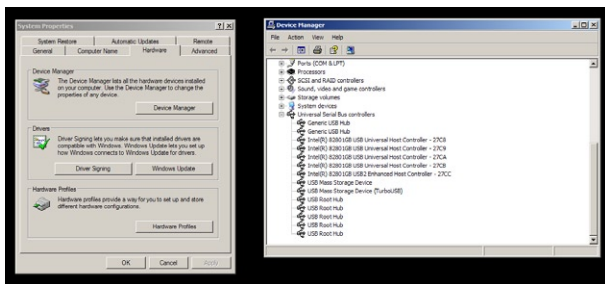 System Properties
System Restore
Automatic Updates
Remote
General
Computer Name
Hardware
Advanced
Device Manager
The Device Manager lists all the hardware devices installed
on your computer. Use the Device Manager to change the
properties of any device.
Device Manager
Drivers
Driver Signing lets you make sure that installed drivers are
compatible with Windows. Windows Update lets you set up
how Windows connects to Windows Update for drivers.
Driver Signing
Windows Update
Hardware Profiles
Hardware profiles provide a way for you to set up and store
different hardware configurations.
Hardware Profiles
OK
Cancel
Apply
Device Manager
File Action View Help
Ports (COM & LPT)
Processors
SCSI and RAID controllers
Sound, video and game controllers
Storage volumes
System devices
Universal Serial Bus controllers
Generic USB Hub
Generic USB Hub
Intel(R) 82801GB USB Universal Host Controller - 27C8
Intel(R) 82801GB USB Universal Host Controller - 27C9
Intel(R) 82801GB USB Universal Host Controller - 27CA
Intel(R) 82801GB USB Universal Host Controller - 27CB
Intel(R) 82801GB USB2 Enhanced Host Controller - 27CC
USB Mass Storage Device
USB Mass Storage Device (TurboUSB)
USB Root Hub
USB Root Hub
USB Root Hub
USB Root Hub
USB Root Hub